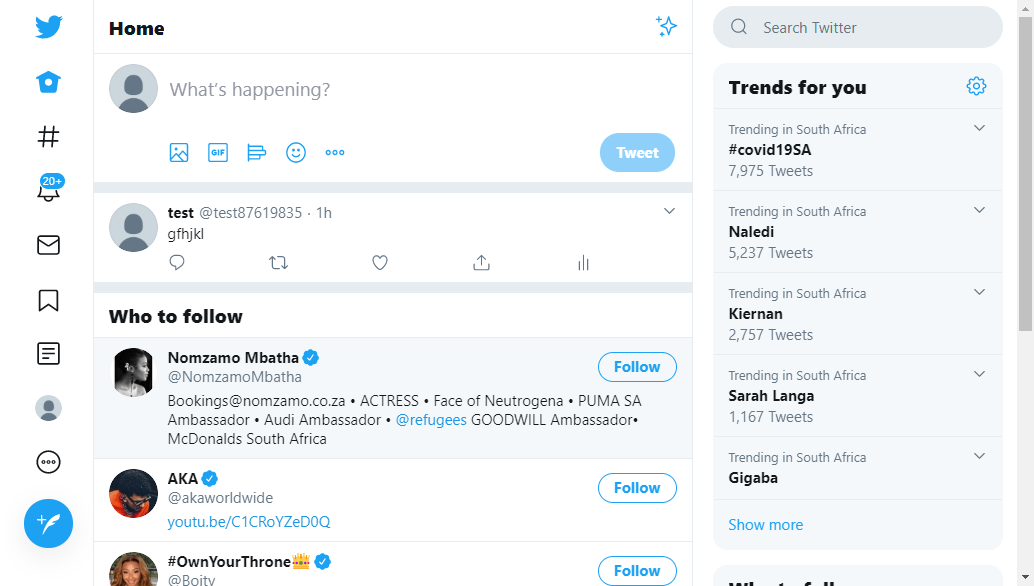 Home
What's happening?
GIF
Tweet
20+
test @test87619835 · 1h
gfhjkl
Who to follow
Nomzamo Mbatha
@NomzamoMbatha
Follow
Bookings@nomzamo.co.za • ACTRESS • Face of Neutrogena • PUMA SA
Ambassador • Audi Ambassador • @refugees GOODWILL Ambassador•
McDonalds South Africa
AKA
@akaworldwide
Follow
youtu.be/C1CRoYZeD0Q
#OwnYourThrone👑
@Boity
Follow
Search Twitter
Trends for you
Trending in South Africa
#covid19SA
7,975 Tweets
Trending in South Africa
Naledi
5,237 Tweets
Trending in South Africa
Kiernan
2,757 Tweets
Trending in South Africa
Sarah Langa
1,167 Tweets
Trending in South Africa
Gigaba
Show more
Who to follow